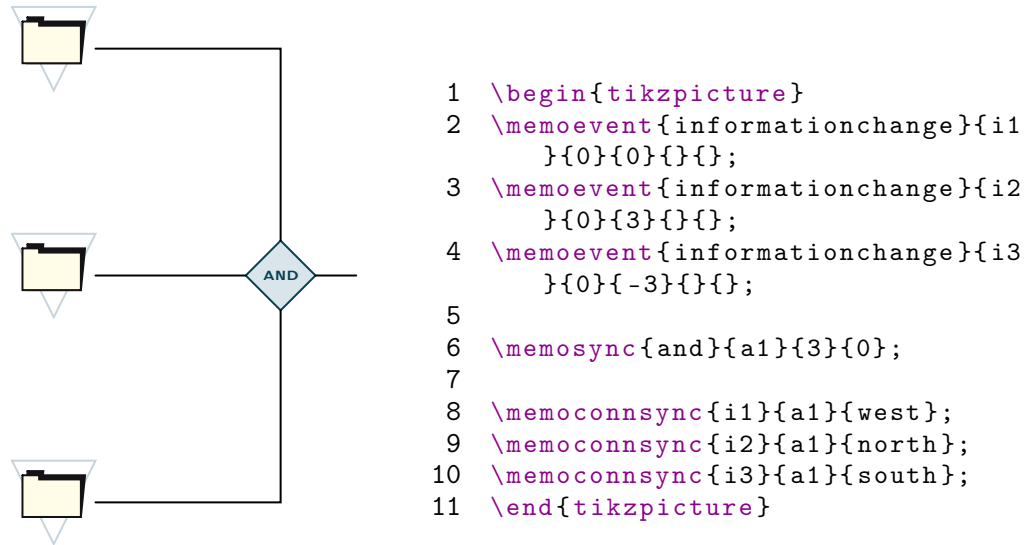 AND
1 \begin{tikzpicture}
2 \memoevent{informationchange}{i1
}{0}{0}{}{};
3 \memoevent{informationchange}{i2
}{0}{3}{}{};
4 \memoevent{informationchange}{i3
}{0}{-3}{}{};
5
6 \memosync{and}{a1}{3}{0};
7
8 \memoconnsync{i1}{a1}{west};
9 \memoconnsync{i2}{a1}{north};
10 \memoconnsync{i3}{a1}{south};
11 \end{tikzpicture}